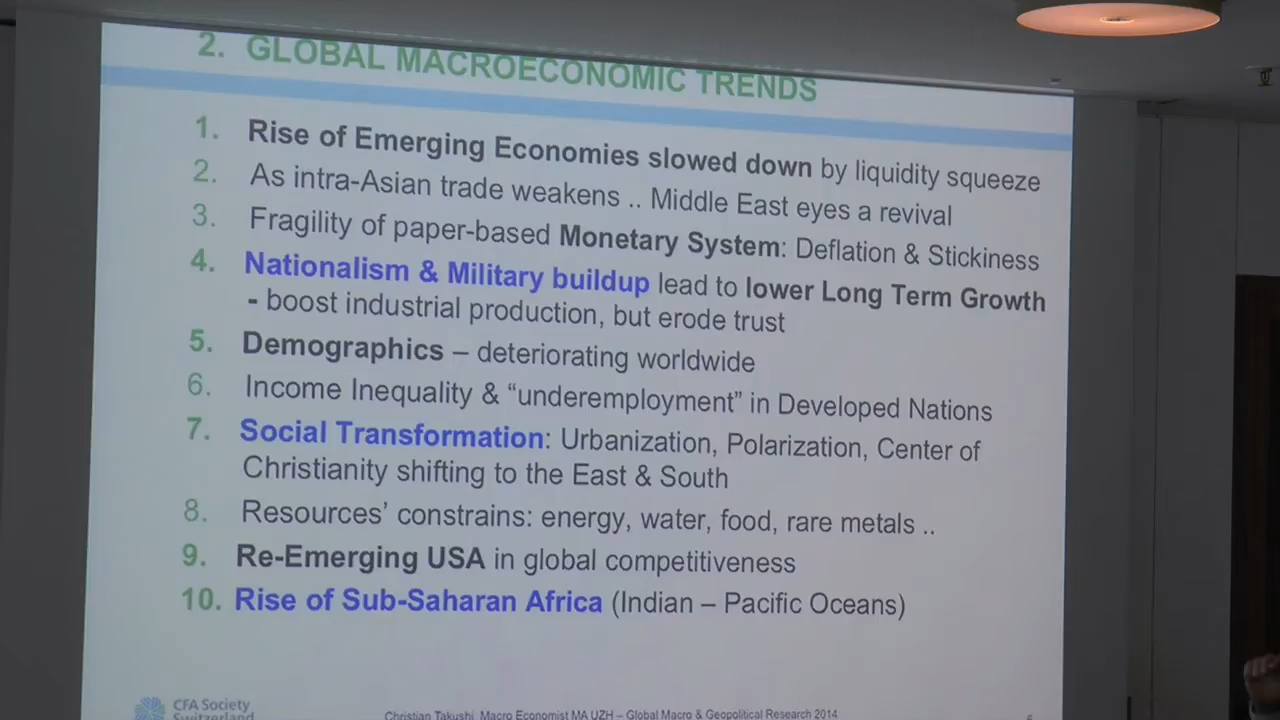 2. GLOBAL MACROECONOMIC TRENDS
1. Rise of Emerging Economies slowed down by liquidity squeeze
2. As intra-Asian trade weakens .. Middle East eyes a revival
3. Fragility of paper-based Monetary System: Deflation & Stickiness
4. Nationalism & Military buildup lead to lower Long Term Growth
- boost industrial production, but erode trust
5. Demographics – deteriorating worldwide
6. Income Inequality & “underemployment” in Developed Nations
7. Social Transformation: Urbanization, Polarization, Center of
Christianity shifting to the East & South
8. Resources’ constrains: energy, water, food, rare metals ..
9. Re-Emerging USA in global competitiveness
10. Rise of Sub-Saharan Africa (Indian – Pacific Oceans)
CFA Society
Switzerland
Christian Takushi, Macro Economist MA UZH – Global Macro & Geopolitical Research 2014